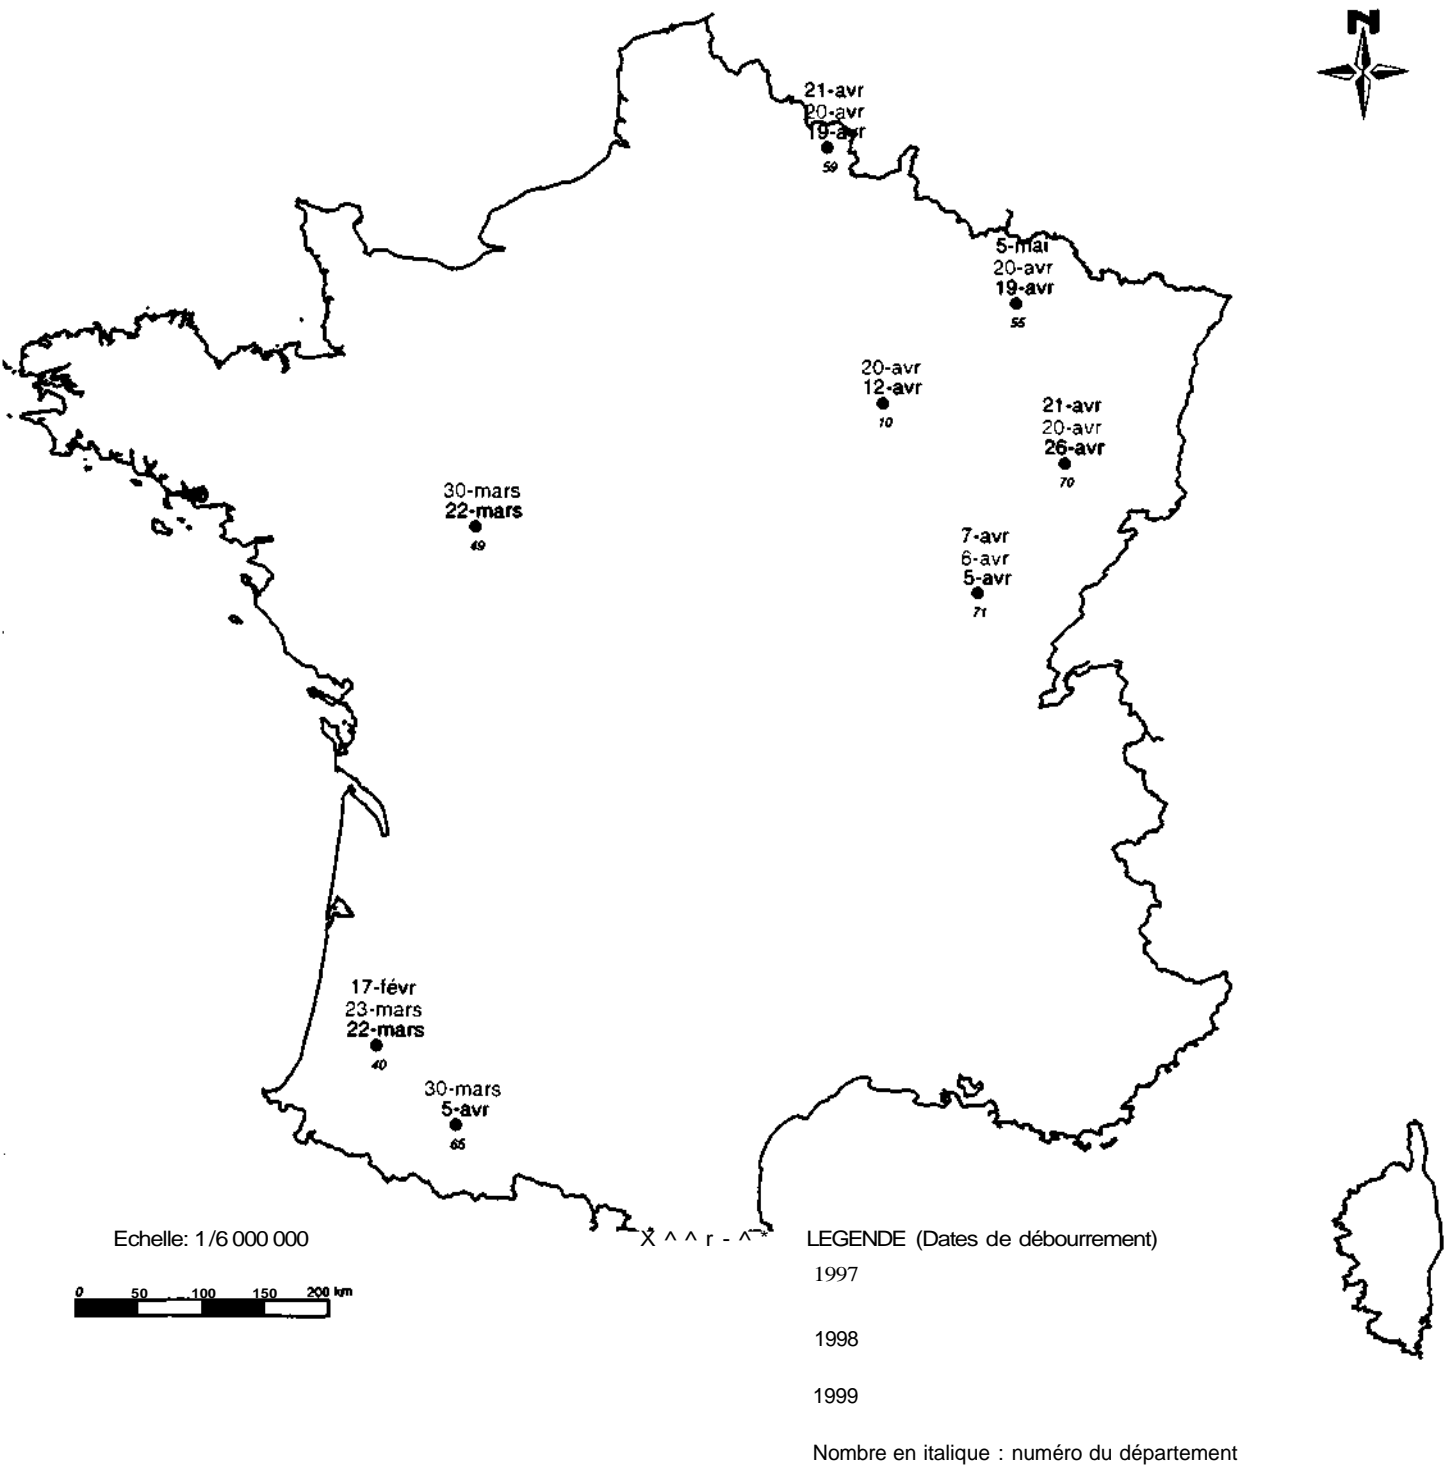 N
21-avr
20-avr
19-avr
59
5-mai
20-avr
19-avr
55
20-avr
12-avr
10
21-avr
20-avr
26-avr
70
30-mars
22-mars
49
7-avr
6-avr
5-avr
71
17-févr
23-mars
22-mars
40
30-mars
5-avr
65
Echelle: 1/6 000 000
X ^ ^ r - ^ *
LEGENDE (Dates de débourrement)
0 50 100 150 200 km
1997
1998
1999
Nombre en italique : numéro du département